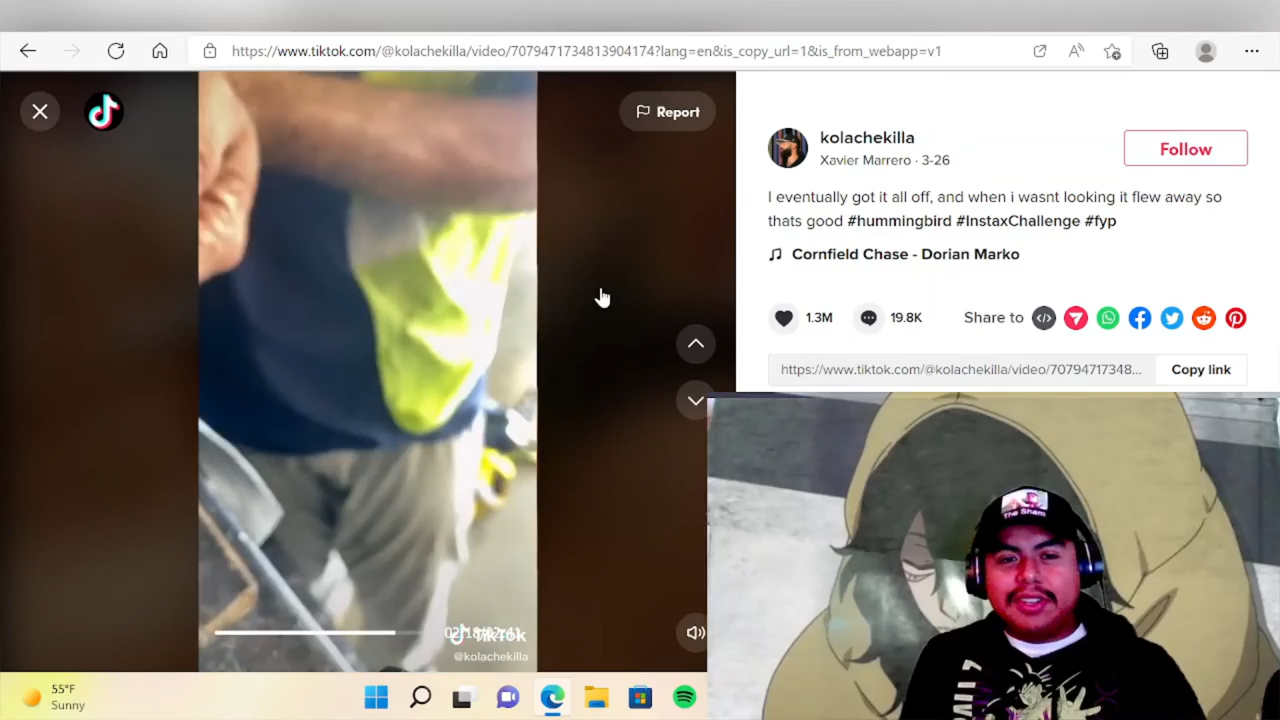 https://www.tiktok.com/@kolachekilla/video/7079471734813904174?lang=en&is_copy_url=1&is_from_webapp=v1
Report
kolachekilla
Xavier Marrero · 3-26
Follow
I eventually got it all off, and when i wasnt looking it flew away so
thats good #hummingbird #InstaxChallenge #fyp
Cornfield Chase - Dorian Marko
1.3M
19.8K
Share to
https://www.tiktok.com/@kolachekilla/video/70794717348...
Copy link
The Sham
TikTok
@kolachekilla
55°F
Sunny